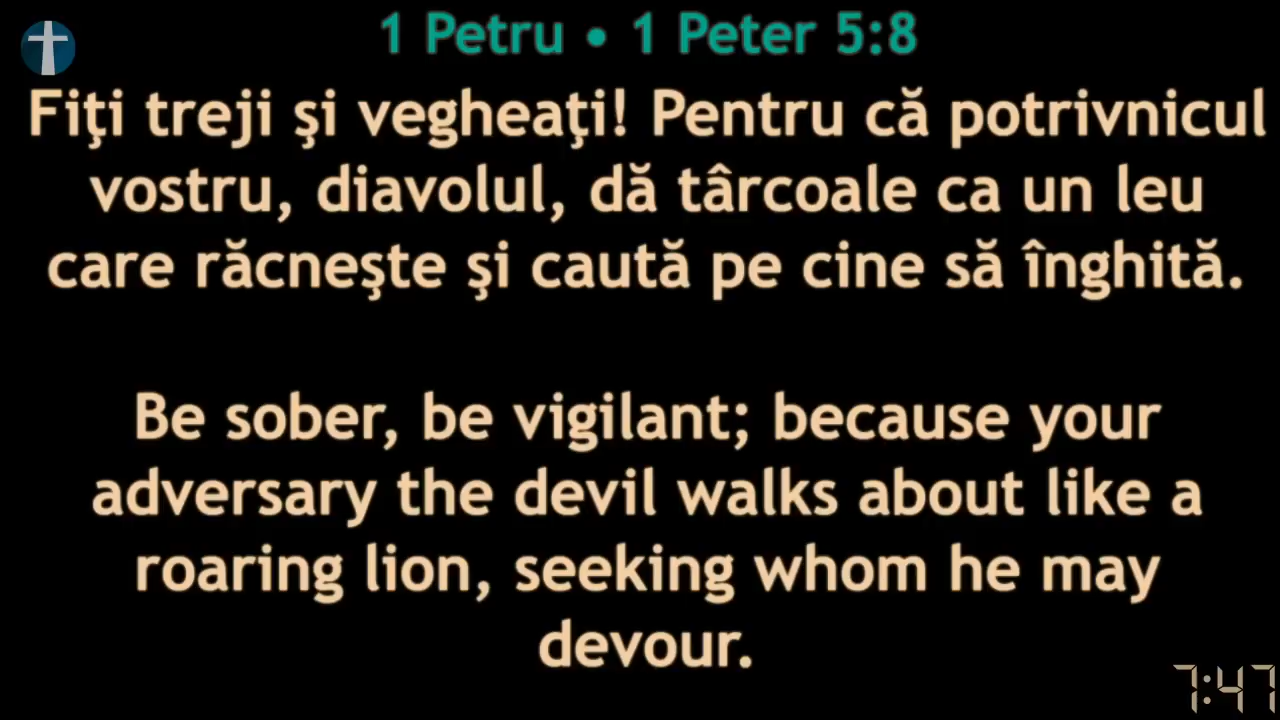 1 Petru • 1 Peter 5:8
Fiţi treji şi vegheaţi! Pentru că potrivnicul
vostru, diavolul, dă târcoale ca un leu
care răcneşte şi caută pe cine să înghită.
Be sober, be vigilant; because your
adversary the devil walks about like a
roaring lion, seeking whom he may
devour.
7:47